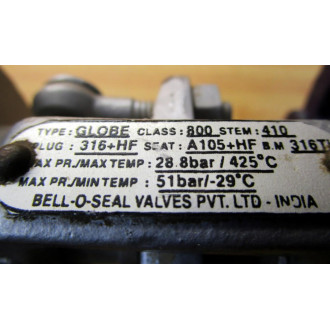 TYPE: GLOBE CLASS: 800 STEM: 410
PLUG: 316+HF SEAT: A105+HF B.M 316T
MAX PR./MAX TEMP : 28.8bar / 425°C
MAX PR./MIN TEMP : 51bar/-29°C
BELL-O-SEAL VALVES PVT. LTD - INDIA